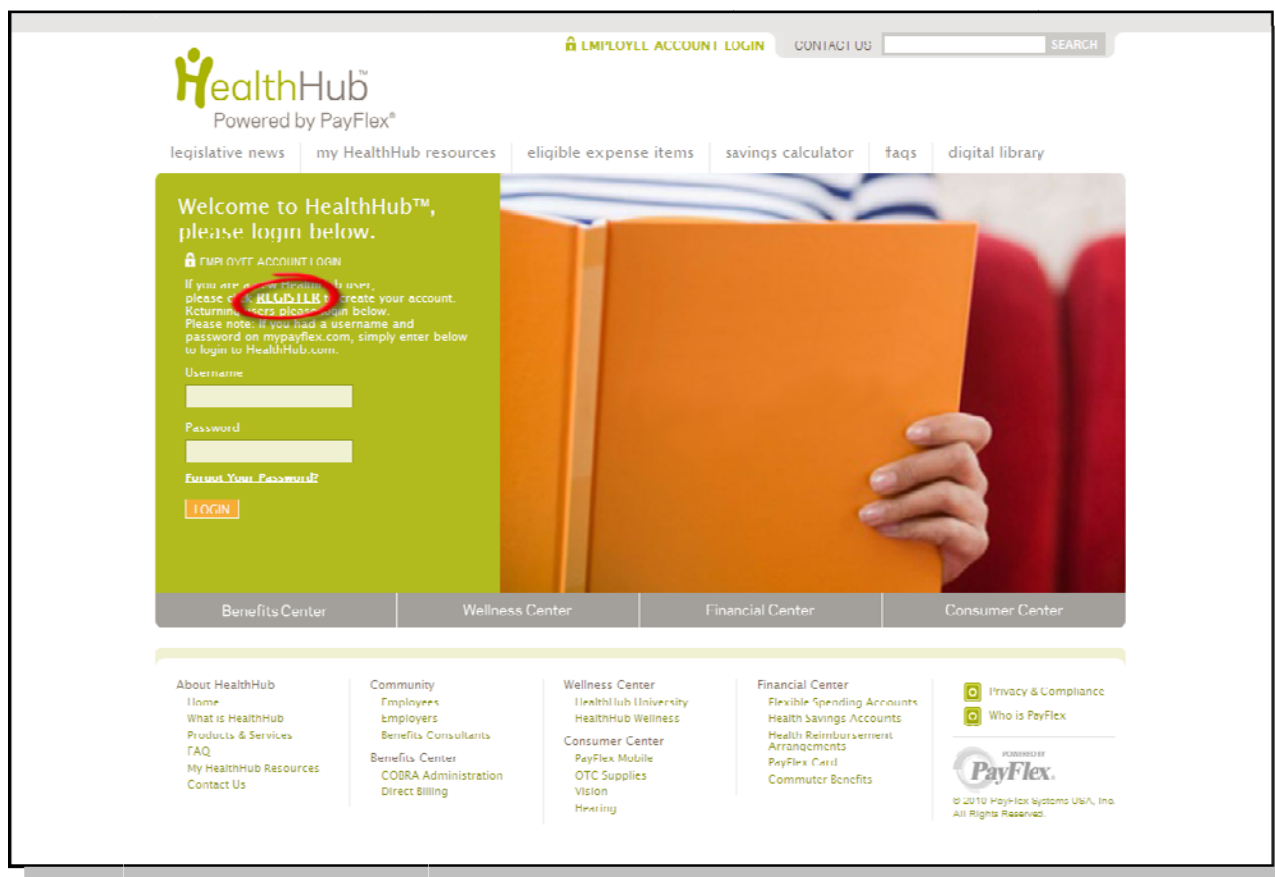 EMPLOYEE ACCOUNT LOGIN CONTACT US SEARCH
HealthHub™
Powered by PayFlex®
legislative news my HealthHub resources eligible expense items savings calculator faqs digital library
Welcome to HealthHub™,
please login below.
EMPLOYEE ACCOUNT LOGIN
If you are a new HealthHub user,
please click REGISTER to create your account.
Returning users please login below.
Please note: If you had a username and
password on mypayflex.com, simply enter below
to login to HealthHub.com.
Username
Password
Forgot Your Password?
LOGIN
Benefits Center Wellness Center Financial Center Consumer Center
About HealthHub
Home
What is HealthHub
Products & Services
FAQ
My HealthHub Resources
Contact Us
Community
Employees
Employers
Benefits Consultants
Benefits Center
COBRA Administration
Direct Billing
Wellness Center
HealthHub University
HealthHub Wellness
Consumer Center
PayFlex Mobile
OTC Supplies
Vision
Hearing
Financial Center
Flexible Spending Accounts
Health Savings Accounts
Health Reimbursement
Arrangements
PayFlex Card
Commuter Benefits
Privacy & Compliance
Who is PayFlex
POWERED BY
PayFlex.
© 2010 PayFlex Systems USA, Inc.
All Rights Reserved.